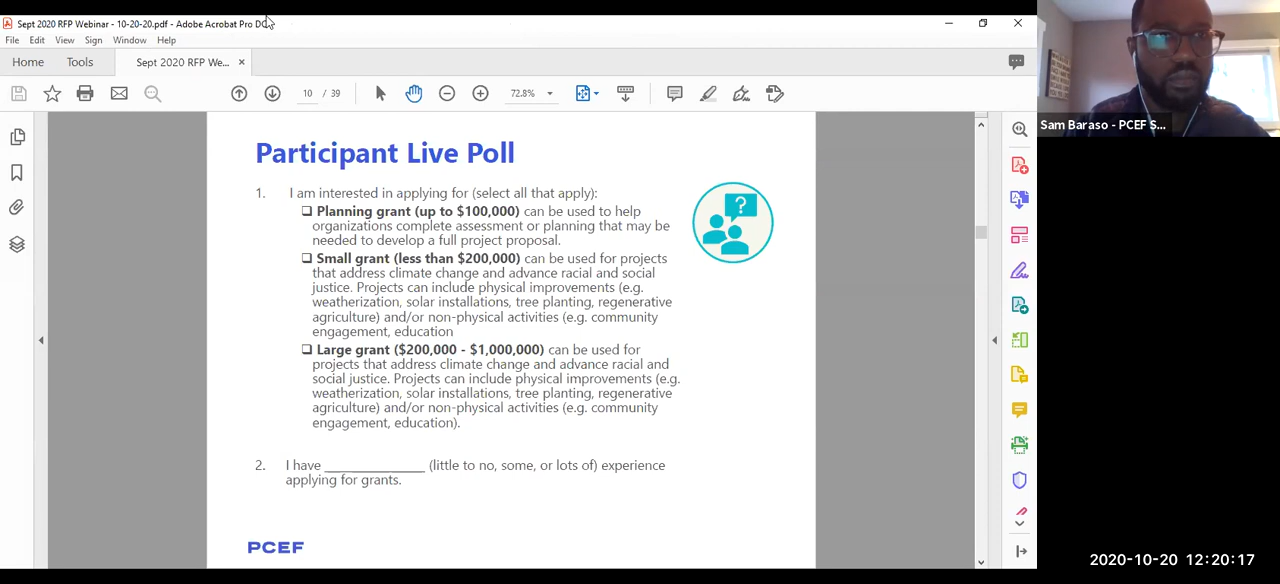 Sept 2020 RFP Webinar - 10-20-20.pdf - Adobe Acrobat Pro DC
File Edit View Sign Window Help
Home Tools Sept 2020 RFP We... ×
10 / 39 72.8%
Participant Live Poll
1. I am interested in applying for (select all that apply):
Planning grant (up to $100,000) can be used to help
organizations complete assessment or planning that may be
needed to develop a full project proposal.
Small grant (less than $200,000) can be used for projects
that address climate change and advance racial and social
justice. Projects can include physical improvements (e.g.
weatherization, solar installations, tree planting, regenerative
agriculture) and/or non-physical activities (e.g. community
engagement, education
Large grant ($200,000 - $1,000,000) can be used for
projects that address climate change and advance racial and
social justice. Projects can include physical improvements (e.g.
weatherization, solar installations, tree planting, regenerative
agriculture) and/or non-physical activities (e.g. community
engagement, education).
2. I have ______________ (little to no, some, or lots of) experience
applying for grants.
?
PCEF
Sam Baraso - PCEF S...
2020-10-20 12:20:17